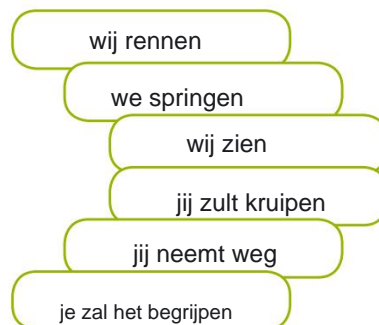 wij rennen
we springen
wij zien
jij zult kruipen
jij neemt weg
je zal het begrijpen